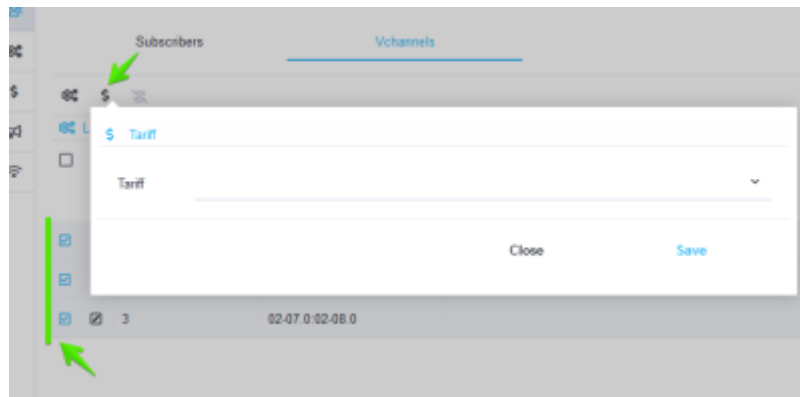 Subscribers Vchannels
$ $
L
$ Tariff
Tariff
Close Save
3 02-07.0:02-08.0